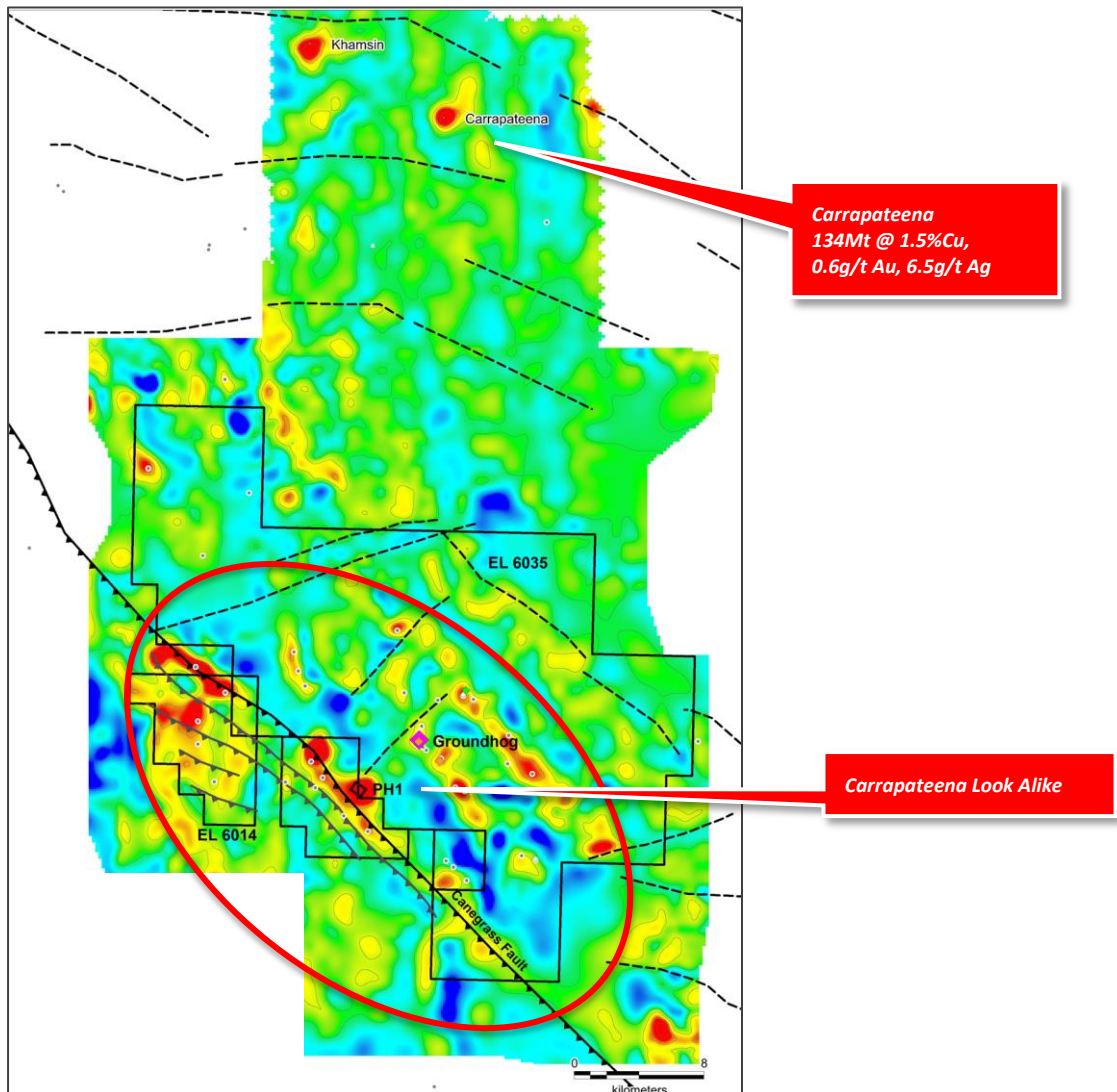 Khamsin
Carrapateena
Carrapateena
134Mt @ 1.5%Cu,
0.6g/t Au, 6.5g/t Ag
EL 6035
Groundhog
PH1
Carrapateena Look Alike
EL 6014
Canegrass Fault
0 8
kilometers